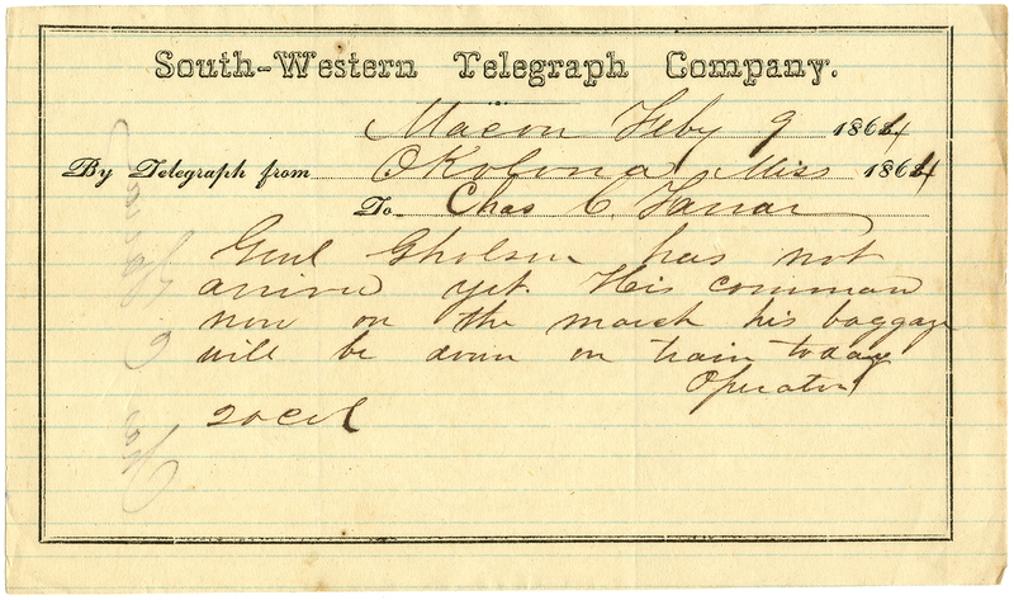 South-Western Telegraph Company.
Macon Feby 9 1864
By Telegraph from Okolona Miss 1864
To Chas C. Farrar
Genl Gholson has not
arrived yet. His command
now on the march his baggage
will be down on train today
Operator
20 col